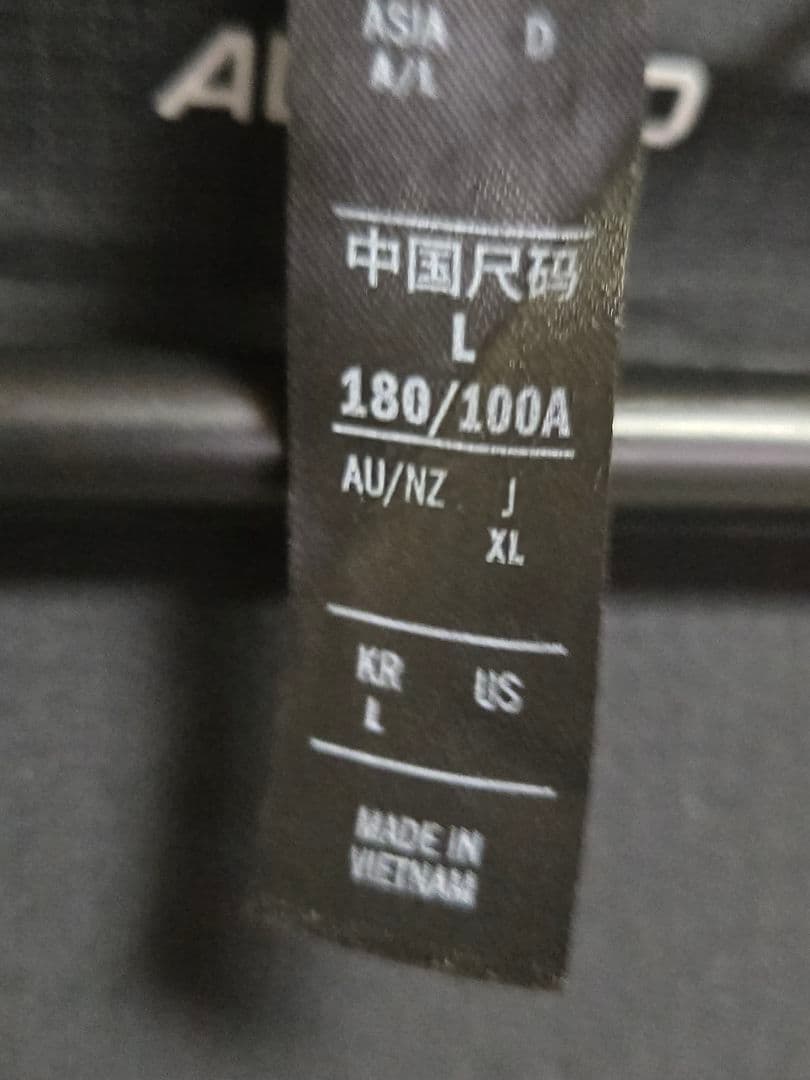 ASIA D
A/L
中国尺码
L
180/100A
AU/NZ J
XL
KR US
L
MADE IN
VIETNAM